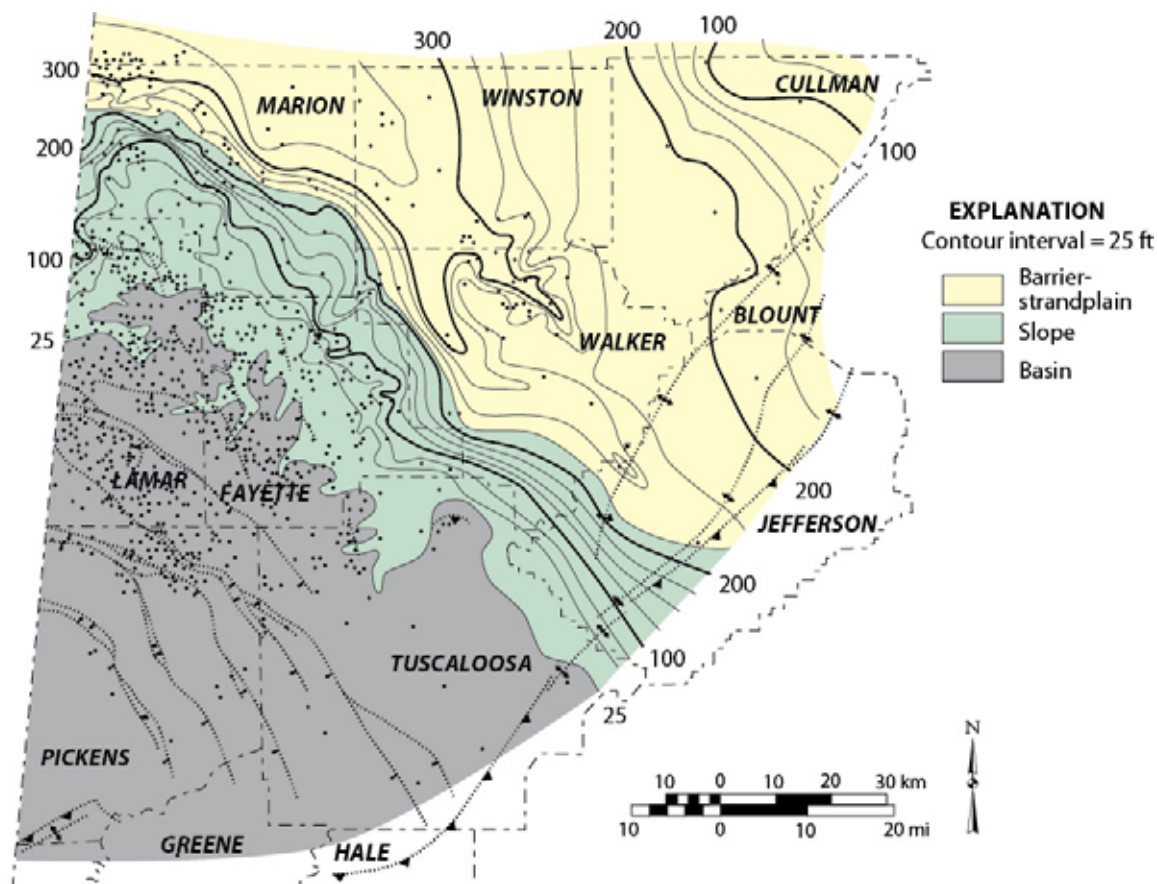 300
200
100
300
MARION
WINSTON
CULLMAN
200
100
100
25
EXPLANATION
Contour interval = 25 ft
Barrier-
strandplain
Slope
Basin
BLOUNT
WALKER
LAMAR
FAYETTE
200
JEFFERSON
200
TUSCALOOSA
100
25
PICKENS
GREENE
HALE
N
10 0 10 20 30 km
10 0 10 20 mi